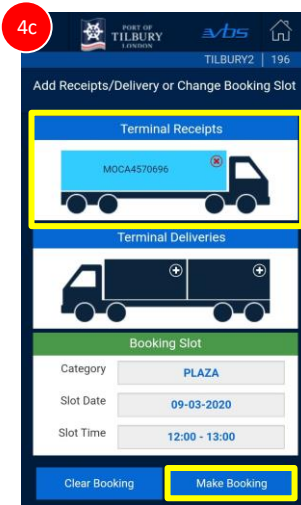 4c
PORT OF
TILBURY
LONDON
vbs
TILBURY2 | 196
Add Receipts/Delivery or Change Booking Slot
Terminal Receipts
MOCA4570696
Terminal Deliveries
Booking Slot
Category PLAZA
Slot Date 09-03-2020
Slot Time 12:00 - 13:00
Clear Booking Make Booking